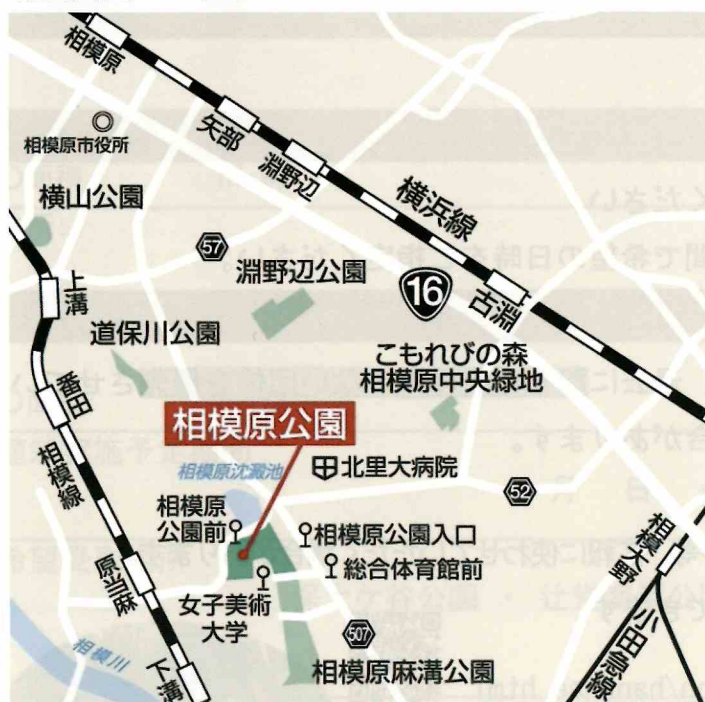 相模原
矢部
淵野辺
相模原市役所
横山公園
横浜線
57
淵野辺公園
16
古淵
上溝
道保川公園
こもれびの森
相模原中央緑地
番田
相模原公園
相模線
相模原沈澱池
北里大病院
52
相模原
公園前
相模原公園入口
総合体育館前
相模大野
原当麻
女子美術
大学
小田急線
507
相模川
下溝
相模原麻溝公園